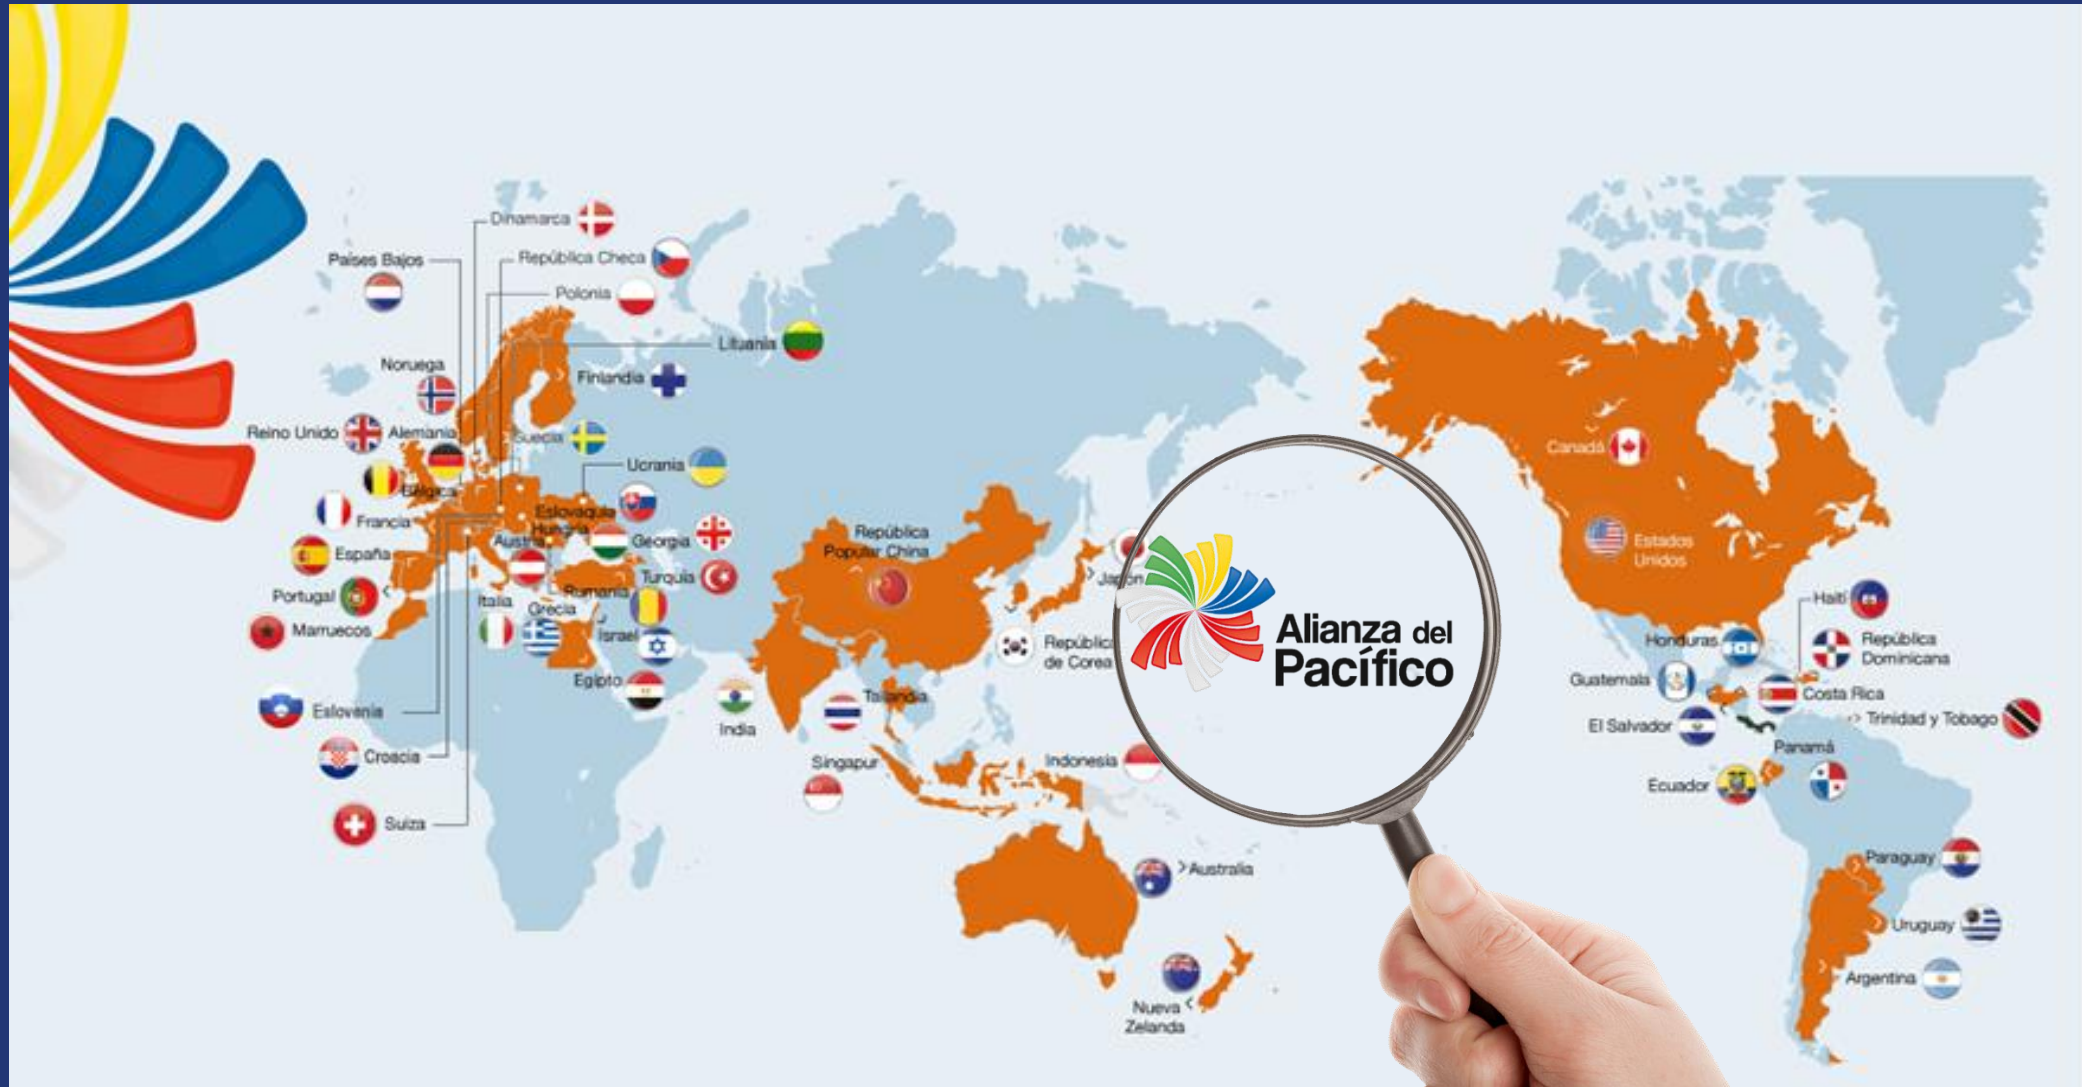 Dinamarca
Países Bajos
República Checa
Polonia
Lituania
Noruega
Finlandia
Reino Unido
Alemania
Suecia
Ucrania
Bélgica
Francia
Eslovaquia
Hungría
Austria
Georgia
España
Turquía
Portugal
Italia
Rumania
Grecia
Marruecos
Israel
Egipto
Eslovenia
Croacia
Suiza
República
Popular China
Japón
República
de Corea
India
Tailandia
Singapur
Indonesia
Australia
Nueva
Zelanda
Alianza del
Pacífico
Canadá
Estados
Unidos
Haití
Honduras
República
Dominicana
Guatemala
Costa Rica
El Salvador
Trinidad y Tobago
Panamá
Ecuador
Paraguay
Uruguay
Argentina